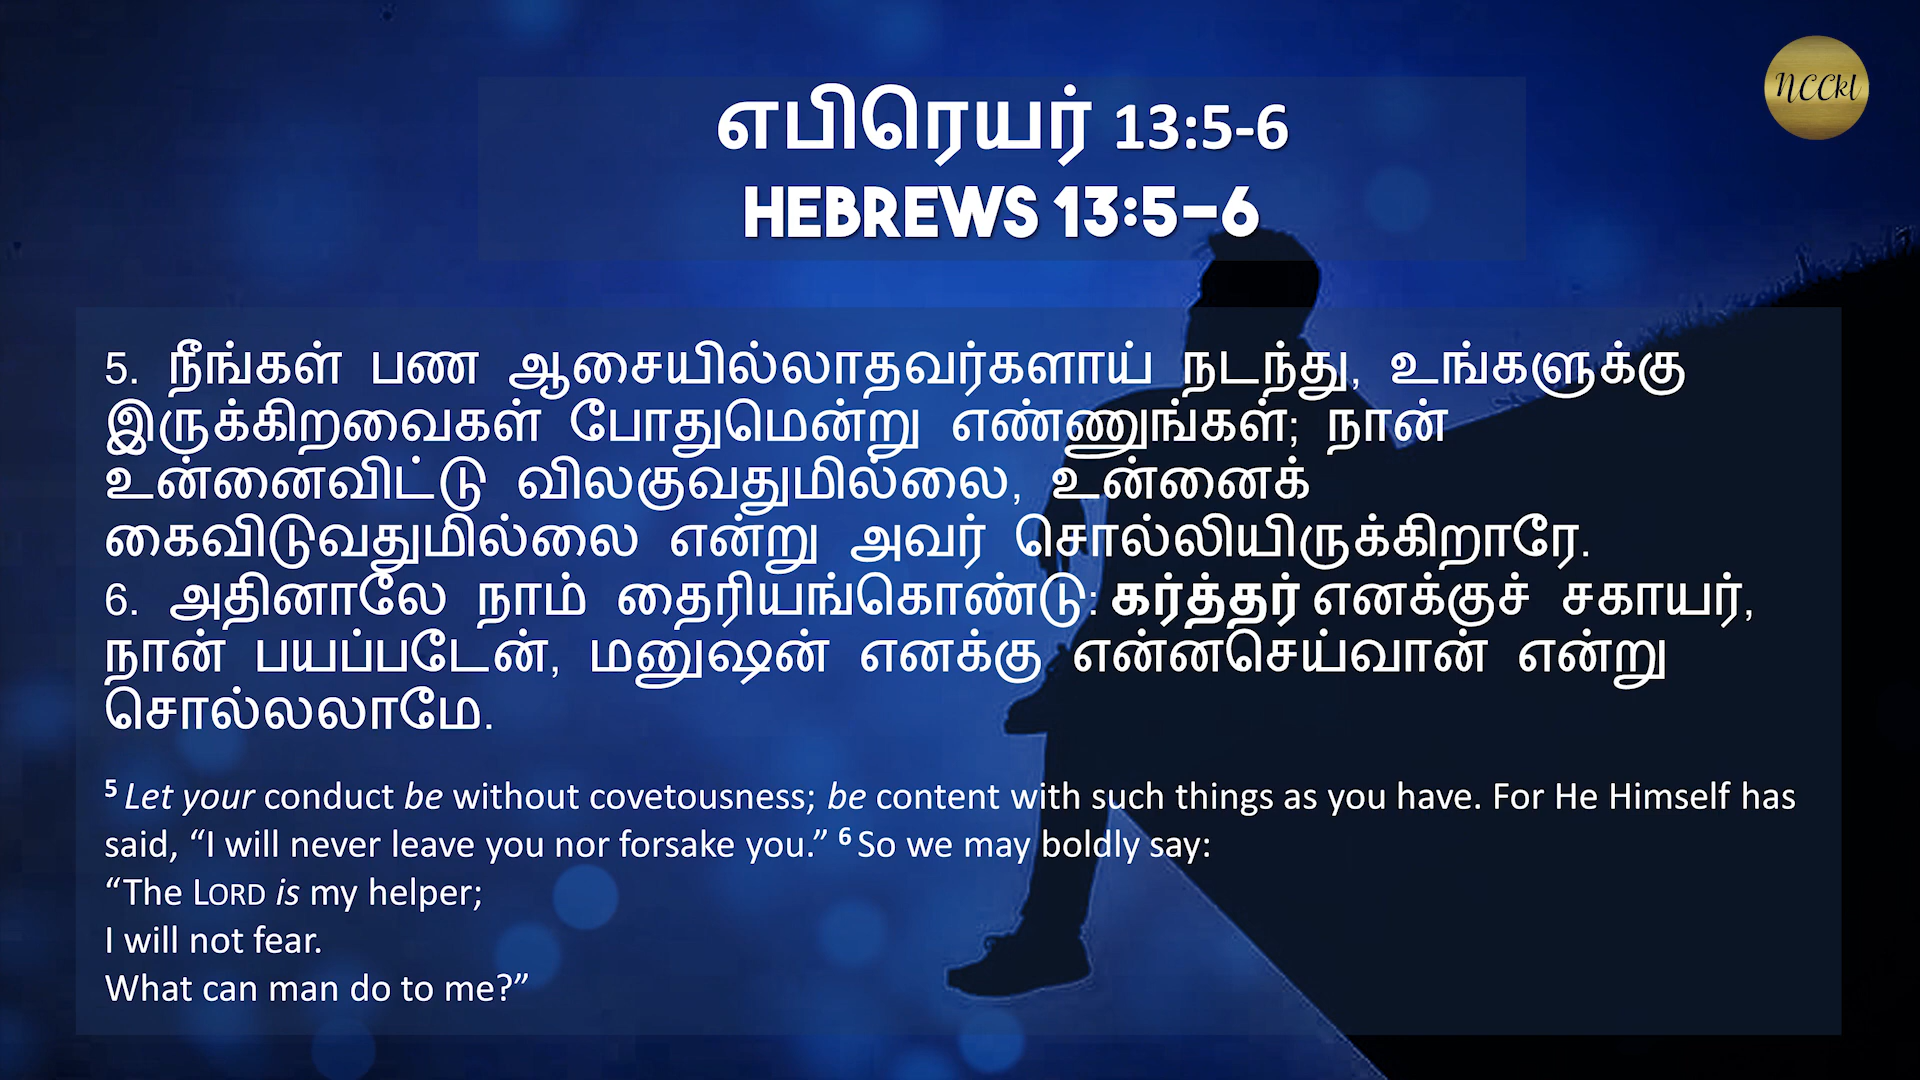 NCCkl
எபிரெயர் 13:5-6
HEBREWS 13:5-6
5. நீங்கள் பண ஆசையில்லாதவர்களாய் நடந்து, உங்களுக்கு
இருக்கிறவைகள் போதுமென்று எண்ணுங்கள்; நான்
உன்னைவிட்டு விலகுவதுமில்லை, உன்னைக்
கைவிடுவதுமில்லை என்று அவர் சொல்லியிருக்கிறாரே.
6. அதினாலே நாம் தைரியங்கொண்டு: கர்த்தர் எனக்குச் சகாயர்,
நான் பயப்படேன், மனுஷன் எனக்கு என்னசெய்வான் என்று
சொல்லலாமே.
⁵ Let your conduct be without covetousness; be content with such things as you have. For He Himself has
said, “I will never leave you nor forsake you.” ⁶ So we may boldly say:
“The LORD is my helper;
I will not fear.
What can man do to me?”